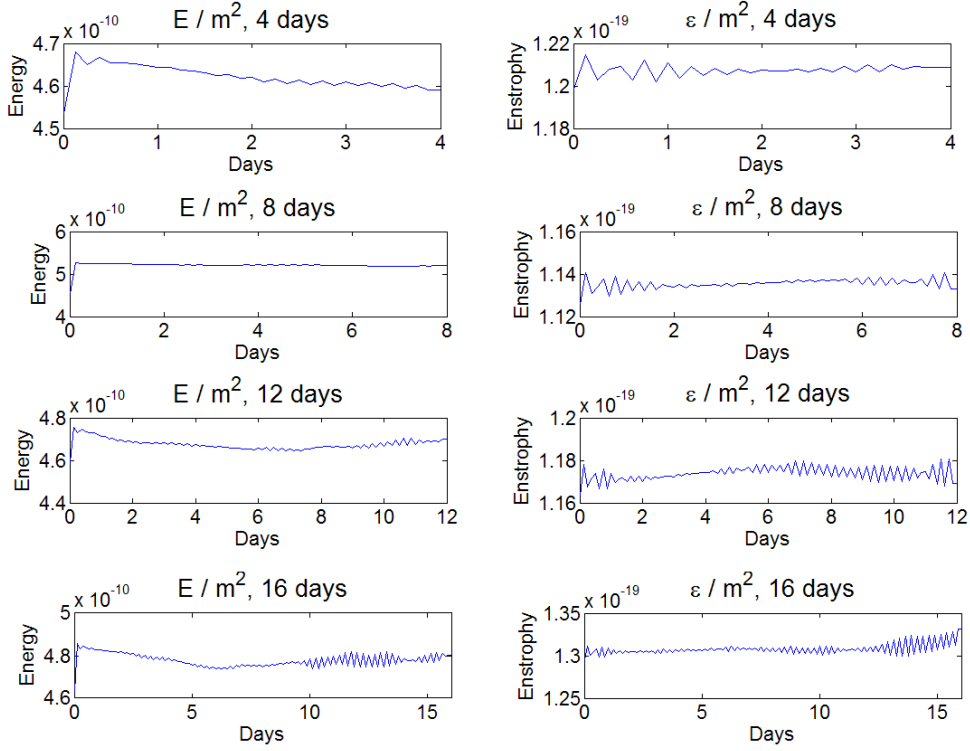 E / m², 4 days
x 10⁻¹⁰
Energy
4.7
4.6
4.5
0 1 2 3 4
Days
ε / m², 4 days
x 10⁻¹⁹
Enstrophy
1.22
1.2
1.18
0 1 2 3 4
Days
E / m², 8 days
x 10⁻¹⁰
Energy
6
5
4
0 2 4 6 8
Days
ε / m², 8 days
x 10⁻¹⁹
Enstrophy
1.16
1.14
1.12
0 2 4 6 8
Days
E / m², 12 days
x 10⁻¹⁰
Energy
4.8
4.6
4.4
0 2 4 6 8 10 12
Days
ε / m², 12 days
x 10⁻¹⁹
Enstrophy
1.2
1.18
1.16
0 2 4 6 8 10 12
Days
E / m², 16 days
x 10⁻¹⁰
Energy
5
4.8
4.6
0 5 10 15
Days
ε / m², 16 days
x 10⁻¹⁹
Enstrophy
1.35
1.3
1.25
0 5 10 15
Days